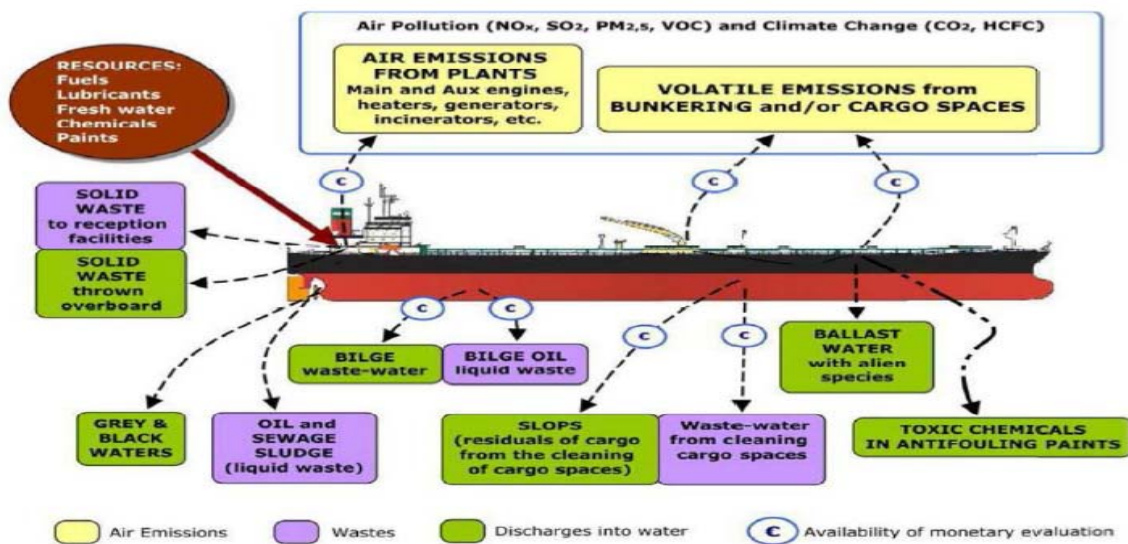 Air Pollution (NOx, SO2, PM2,5, VOC) and Climate Change (CO2, HCFC)
RESOURCES:
Fuels
Lubricants
Fresh water
Chemicals
Paints
AIR EMISSIONS
FROM PLANTS
Main and Aux engines,
heaters, generators,
incinerators, etc.
VOLATILE EMISSIONS from
BUNKERING and/or CARGO SPACES
C
C
C
SOLID
WASTE
to reception
facilities
SOLID
WASTE
thrown
overboard
C
C
C
C
BILGE
waste-water
BILGE OIL
liquid waste
BALLAST
WATER
with alien
species
GREY &
BLACK
WATERS
OIL and
SEWAGE
SLUDGE
(liquid waste)
SLOPS
(residuals of cargo
from the cleaning
of cargo spaces)
Waste-water
from cleaning
cargo spaces
TOXIC CHEMICALS
IN ANTIFOULING PAINTS
Air Emissions
Wastes
Discharges into water
C
Availability of monetary evaluation